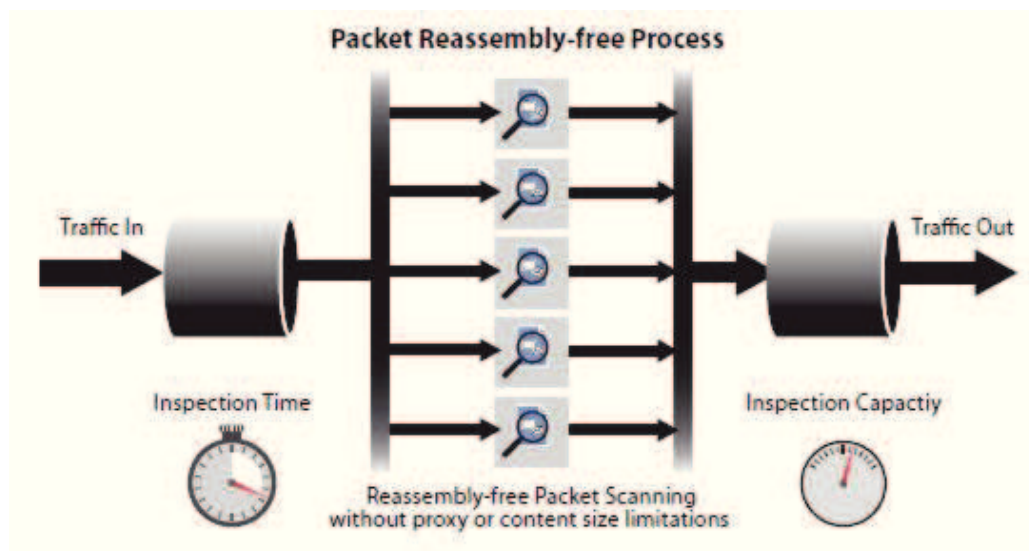 Packet Reassembly-free Process
Traffic In
Traffic Out
Inspection Time
Inspection Capactiy
Reassembly-free Packet Scanning
without proxy or content size limitations